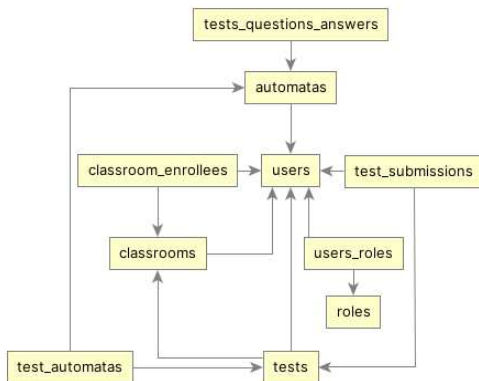 tests_questions_answers
automatas
classroom_enrollees
users
test_submissions
classrooms
users_roles
roles
test_automatas
tests